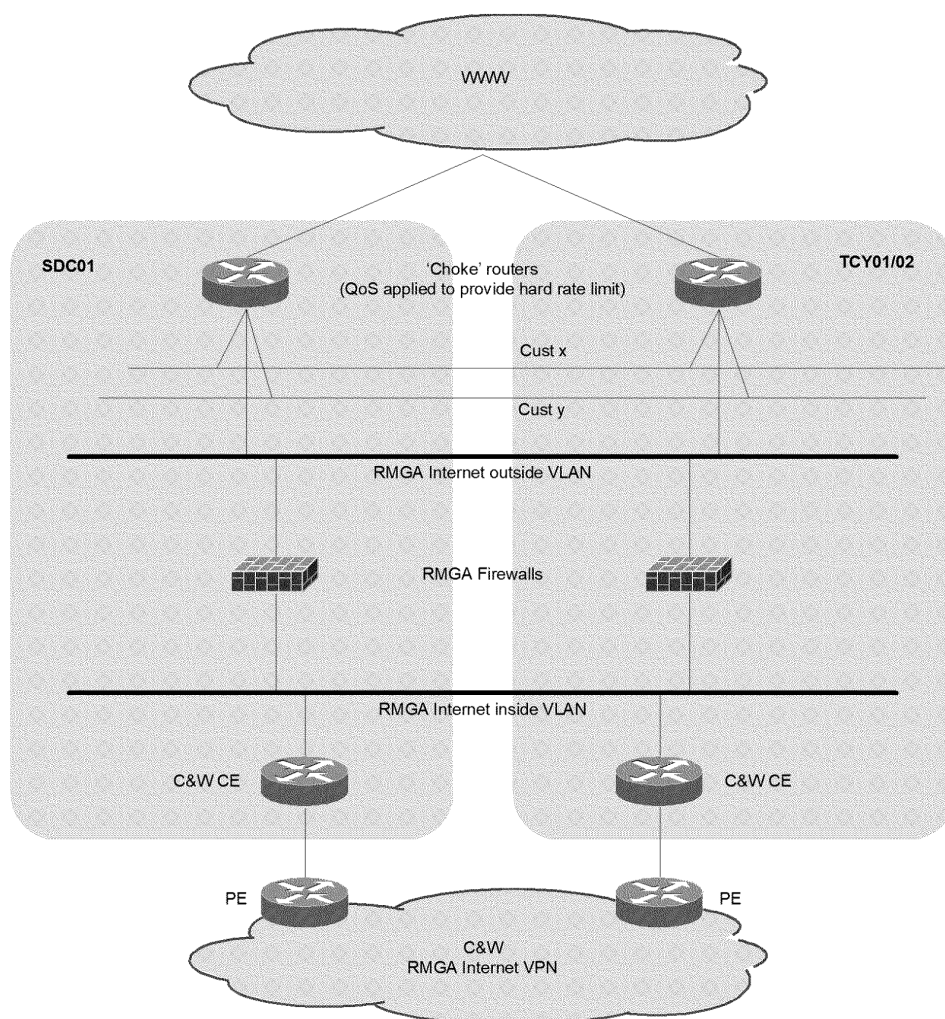 WWW
SDC01
'Choke' routers
(QoS applied to provide hard rate limit)
TCY01/02
Cust x
Cust y
RMGA Internet outside VLAN
RMGA Firewalls
RMGA Internet inside VLAN
C&W CE
C&W CE
PE
PE
C&W
RMGA Internet VPN